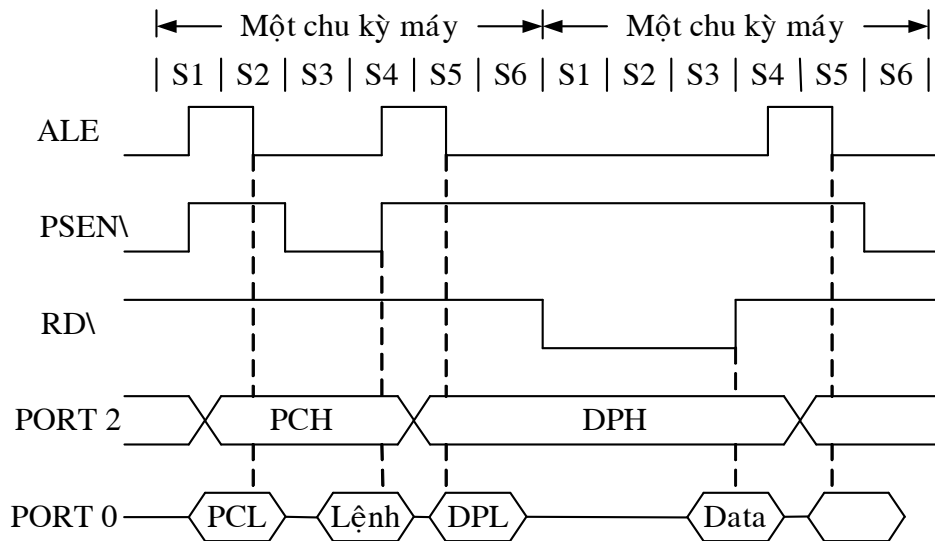 Một chu kỳ máy Một chu kỳ máy
S1 S2 S3 S4 S5 S6 S1 S2 S3 S4 S5 S6
ALE
PSEN\
RD\
PORT 2 PCH DPH
PORT 0 PCL Lệnh DPL Data